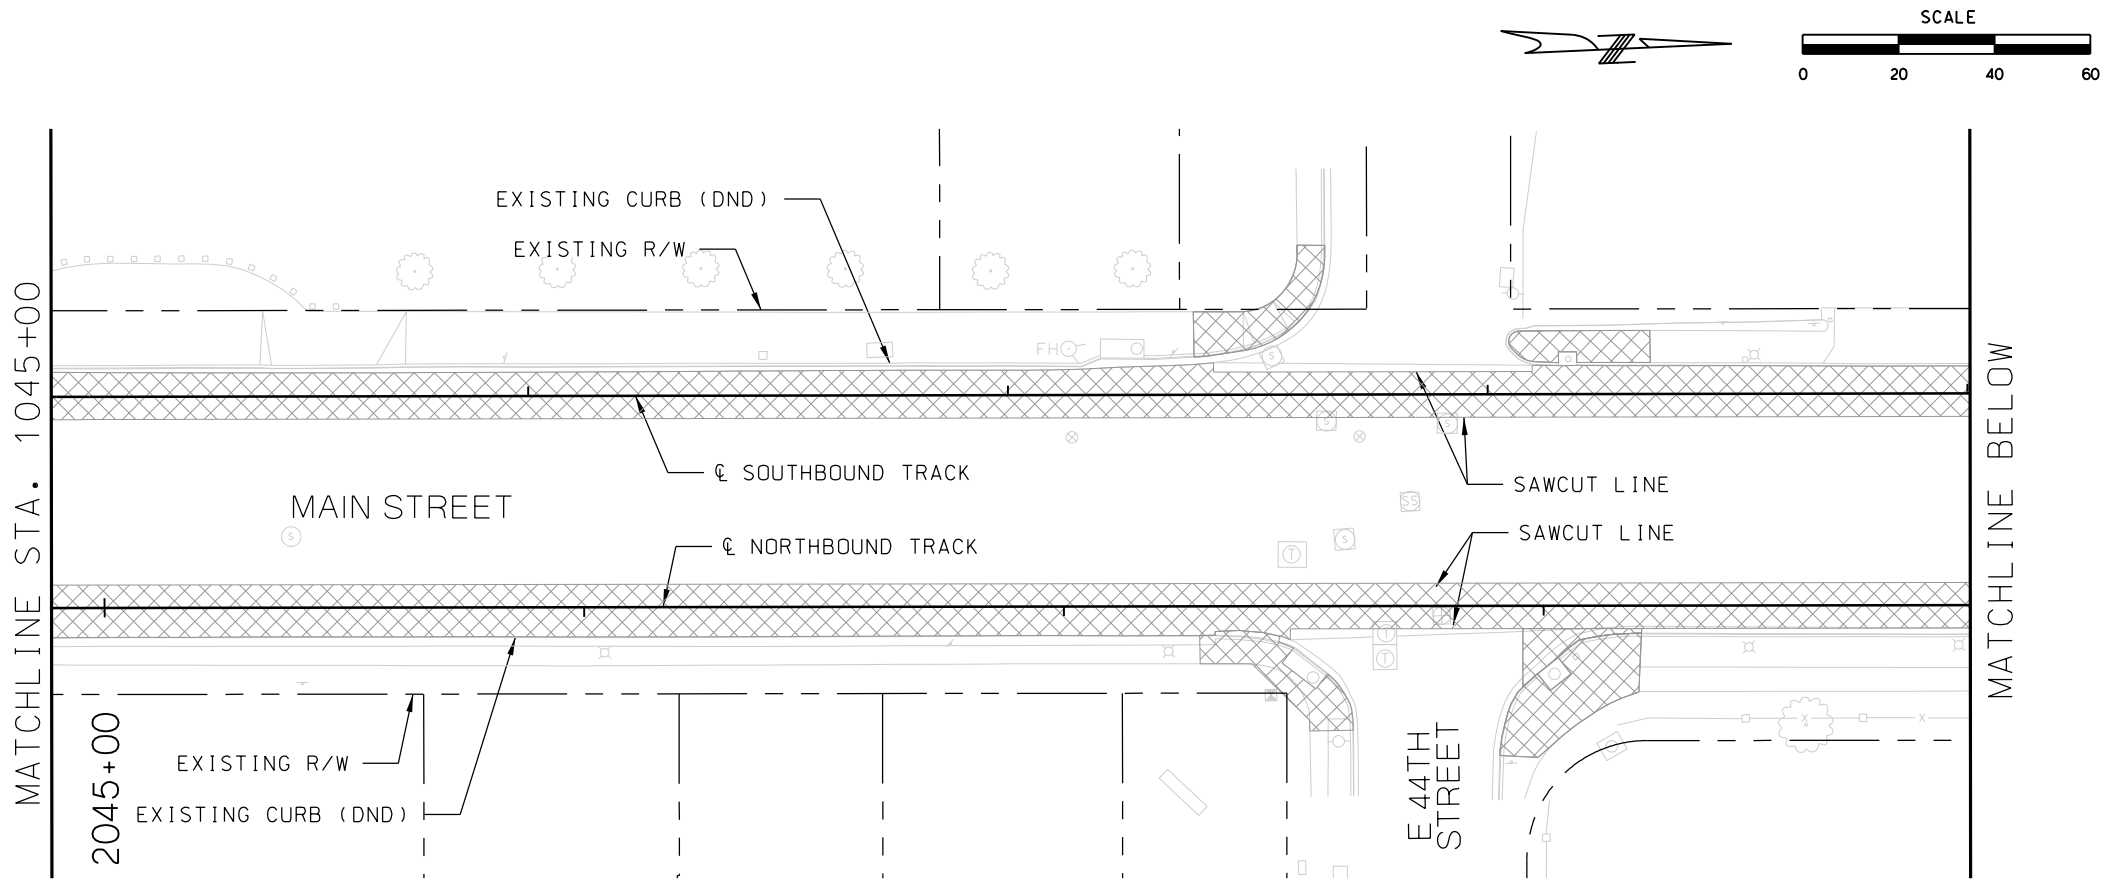 SCALE
0 20 40 60
EXISTING CURB (DND)
EXISTING R/W
MATCHLINE STA. 1045+00
FH
S
S
S
MATCHLINE BELOW
℄ SOUTHBOUND TRACK
SAWCUT LINE
MAIN STREET
SS
SAWCUT LINE
S
S
℄ NORTHBOUND TRACK
T
T
T
X X
2045+00
EXISTING R/W
EXISTING CURB (DND)
E 44TH
STREET